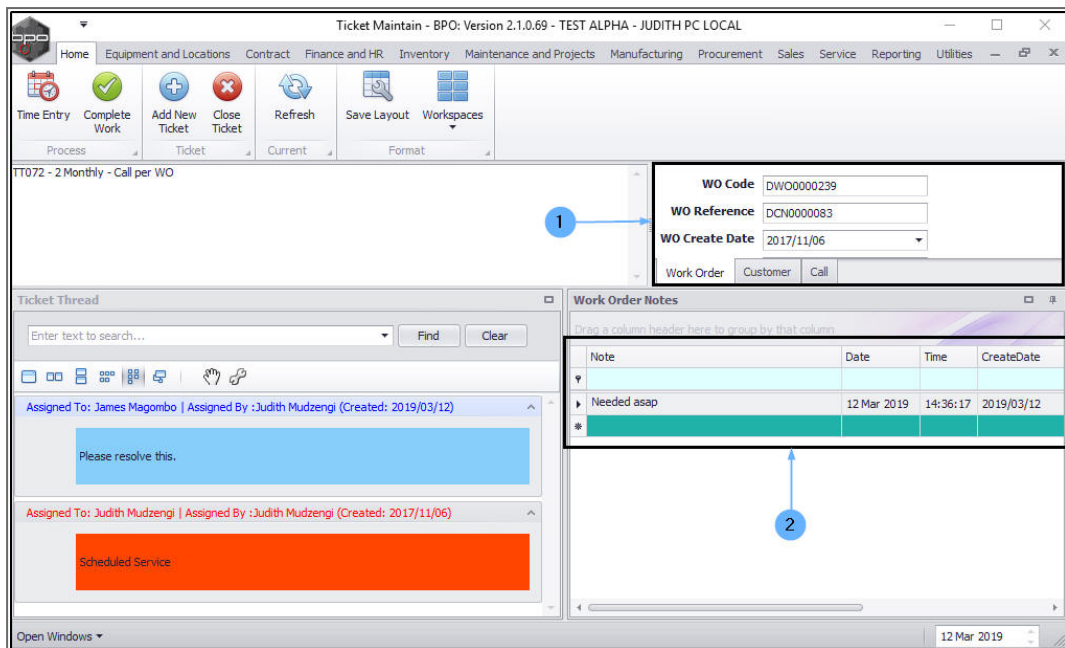 Ticket Maintain - BPO: Version 2.1.0.69 - TEST ALPHA - JUDITH PC LOCAL
bpo
Home Equipment and Locations Contract Finance and HR Inventory Maintenance and Projects Manufacturing Procurement Sales Service Reporting Utilities
Time Entry Complete Work Add New Ticket Close Ticket Refresh Save Layout Workspaces
Process Ticket Current Format
TT072 - 2 Monthly - Call per WO
WO Code DWO0000239
1
WO Reference DCN0000083
WO Create Date 2017/11/06
Work Order Customer Call
Ticket Thread
Work Order Notes
Enter text to search... Find Clear
Drag a column header here to group by that column
Note Date Time CreateDate
Needed asap 12 Mar 2019 14:36:17 2019/03/12
Assigned To: James Magombo | Assigned By :Judith Mudzengi (Created: 2019/03/12)
Please resolve this.
Assigned To: Judith Mudzengi | Assigned By :Judith Mudzengi (Created: 2017/11/06)
2
Scheduled Service
Open Windows
12 Mar 2019